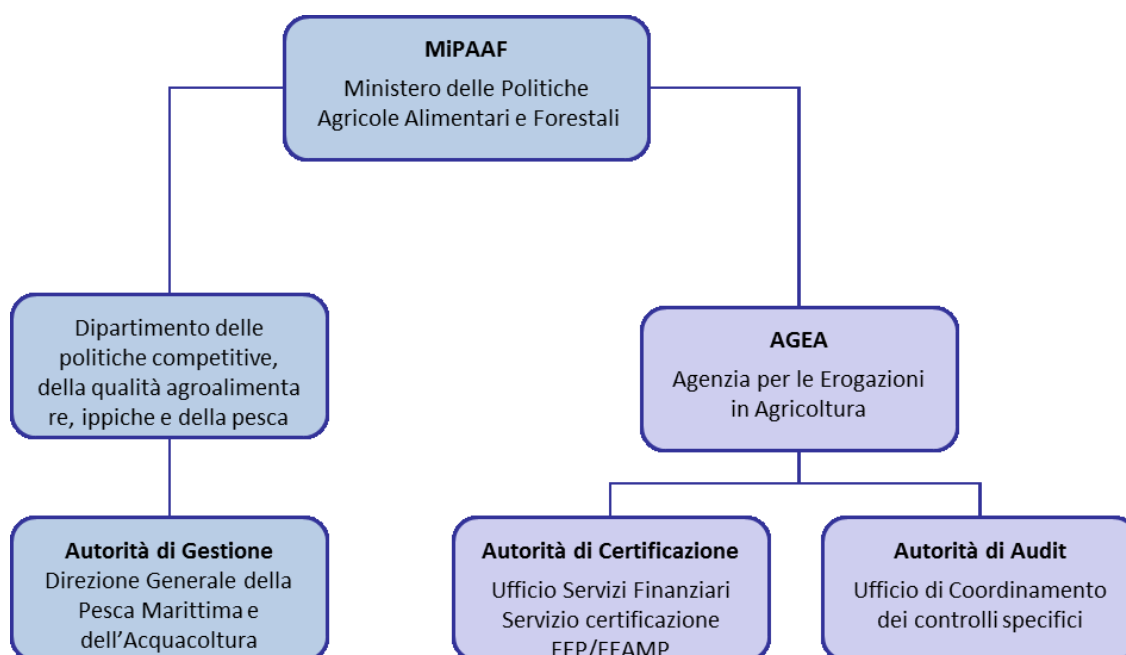 MiPAAF
Ministero delle Politiche
Agricole Alimentari e Forestali
Dipartimento delle
politiche competitive,
della qualità agroalimenta
re, ippiche e della pesca
AGEA
Agenzia per le Erogazioni
in Agricoltura
Autorità di Gestione
Direzione Generale della
Pesca Marittima e
dell’Acquacoltura
Autorità di Certificazione
Ufficio Servizi Finanziari
Servizio certificazione
FEP/FEAMP
Autorità di Audit
Ufficio di Coordinamento
dei controlli specifici